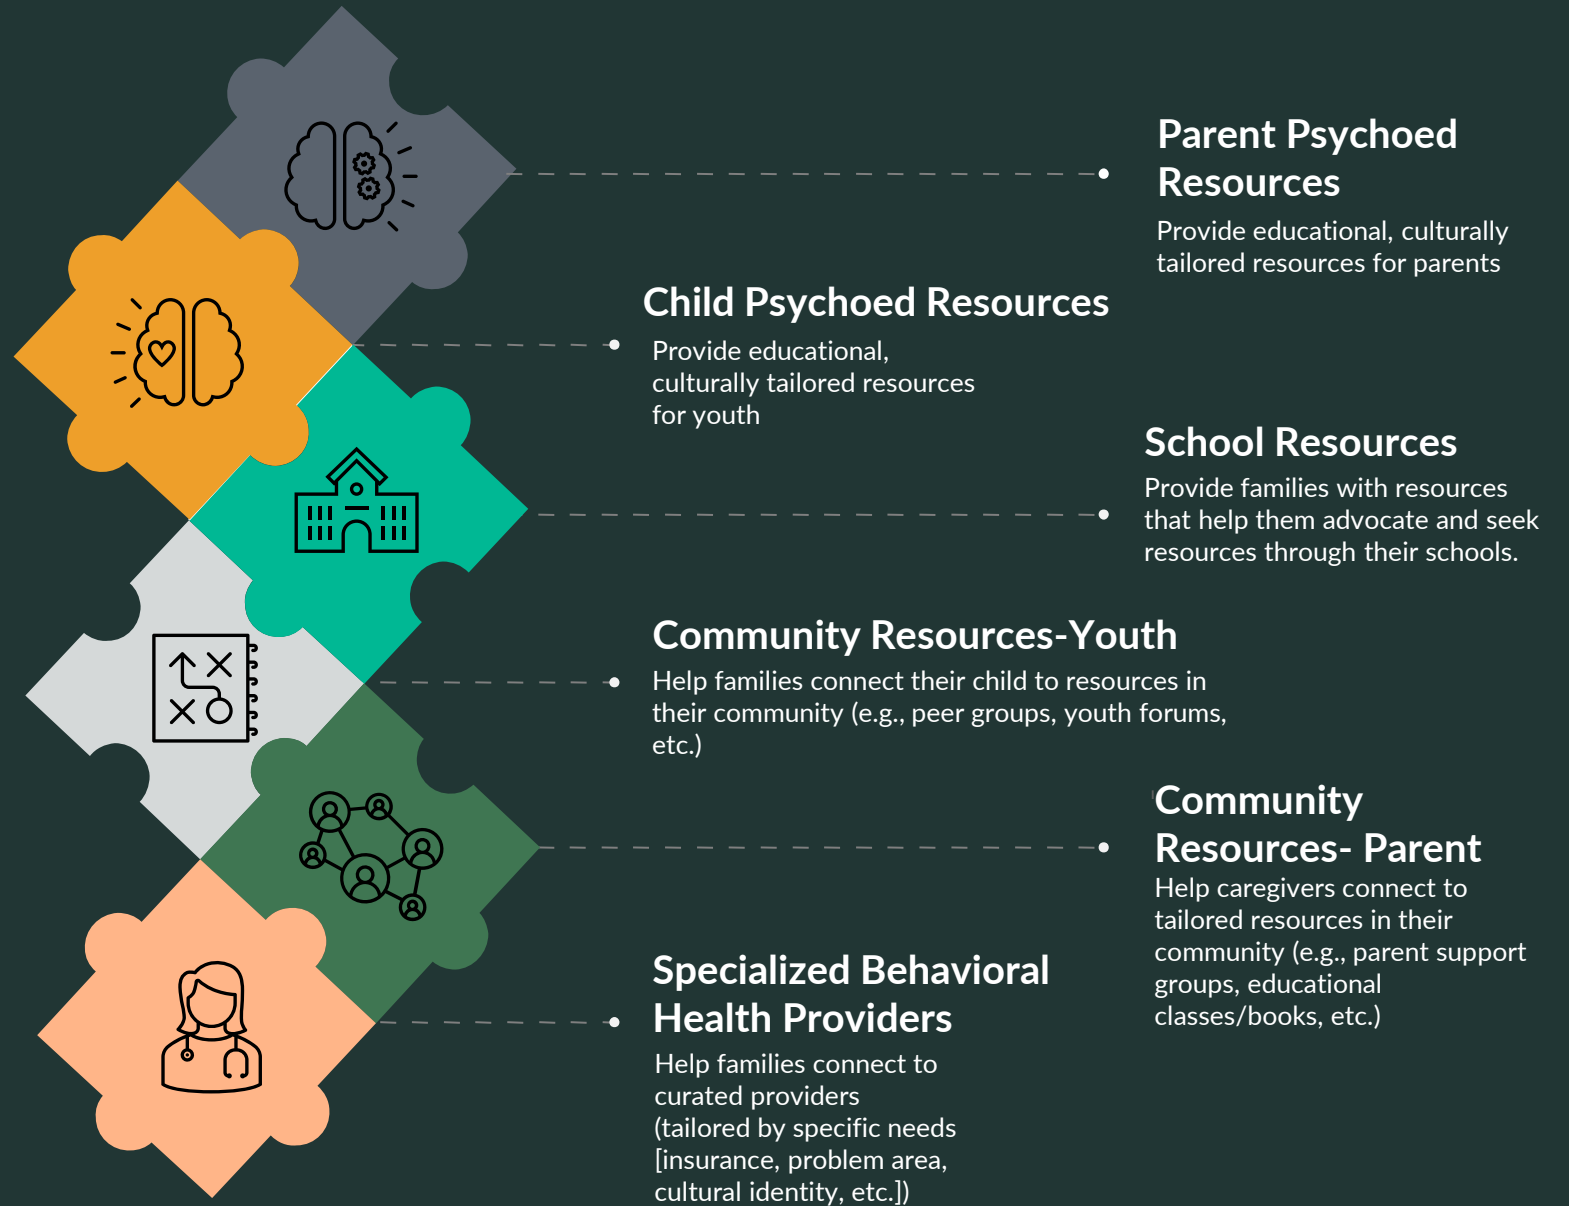 Parent Psychoed
Resources
Provide educational, culturally
tailored resources for parents
Child Psychoed Resources
Provide educational,
culturally tailored resources
for youth
School Resources
Provide families with resources
that help them advocate and seek
resources through their schools.
Community Resources-Youth
Help families connect their child to resources in
their community (e.g., peer groups, youth forums,
etc.)
Community
Resources- Parent
Help caregivers connect to
tailored resources in their
community (e.g., parent support
groups, educational
classes/books, etc.)
Specialized Behavioral
Health Providers
Help families connect to
curated providers
(tailored by specific needs
[insurance, problem area,
cultural identity, etc.])